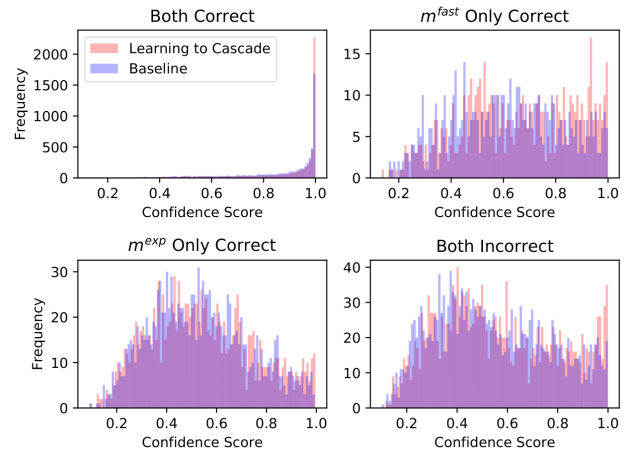 Both Correct
Learning to Cascade
Baseline
Frequency
2000
1500
1000
500
0
0.2 0.4 0.6 0.8 1.0
Confidence Score
m^fast Only Correct
15
10
5
0
0.2 0.4 0.6 0.8 1.0
Confidence Score
m^exp Only Correct
Frequency
30
20
10
0
0.2 0.4 0.6 0.8 1.0
Confidence Score
Both Incorrect
40
30
20
10
0
0.2 0.4 0.6 0.8 1.0
Confidence Score